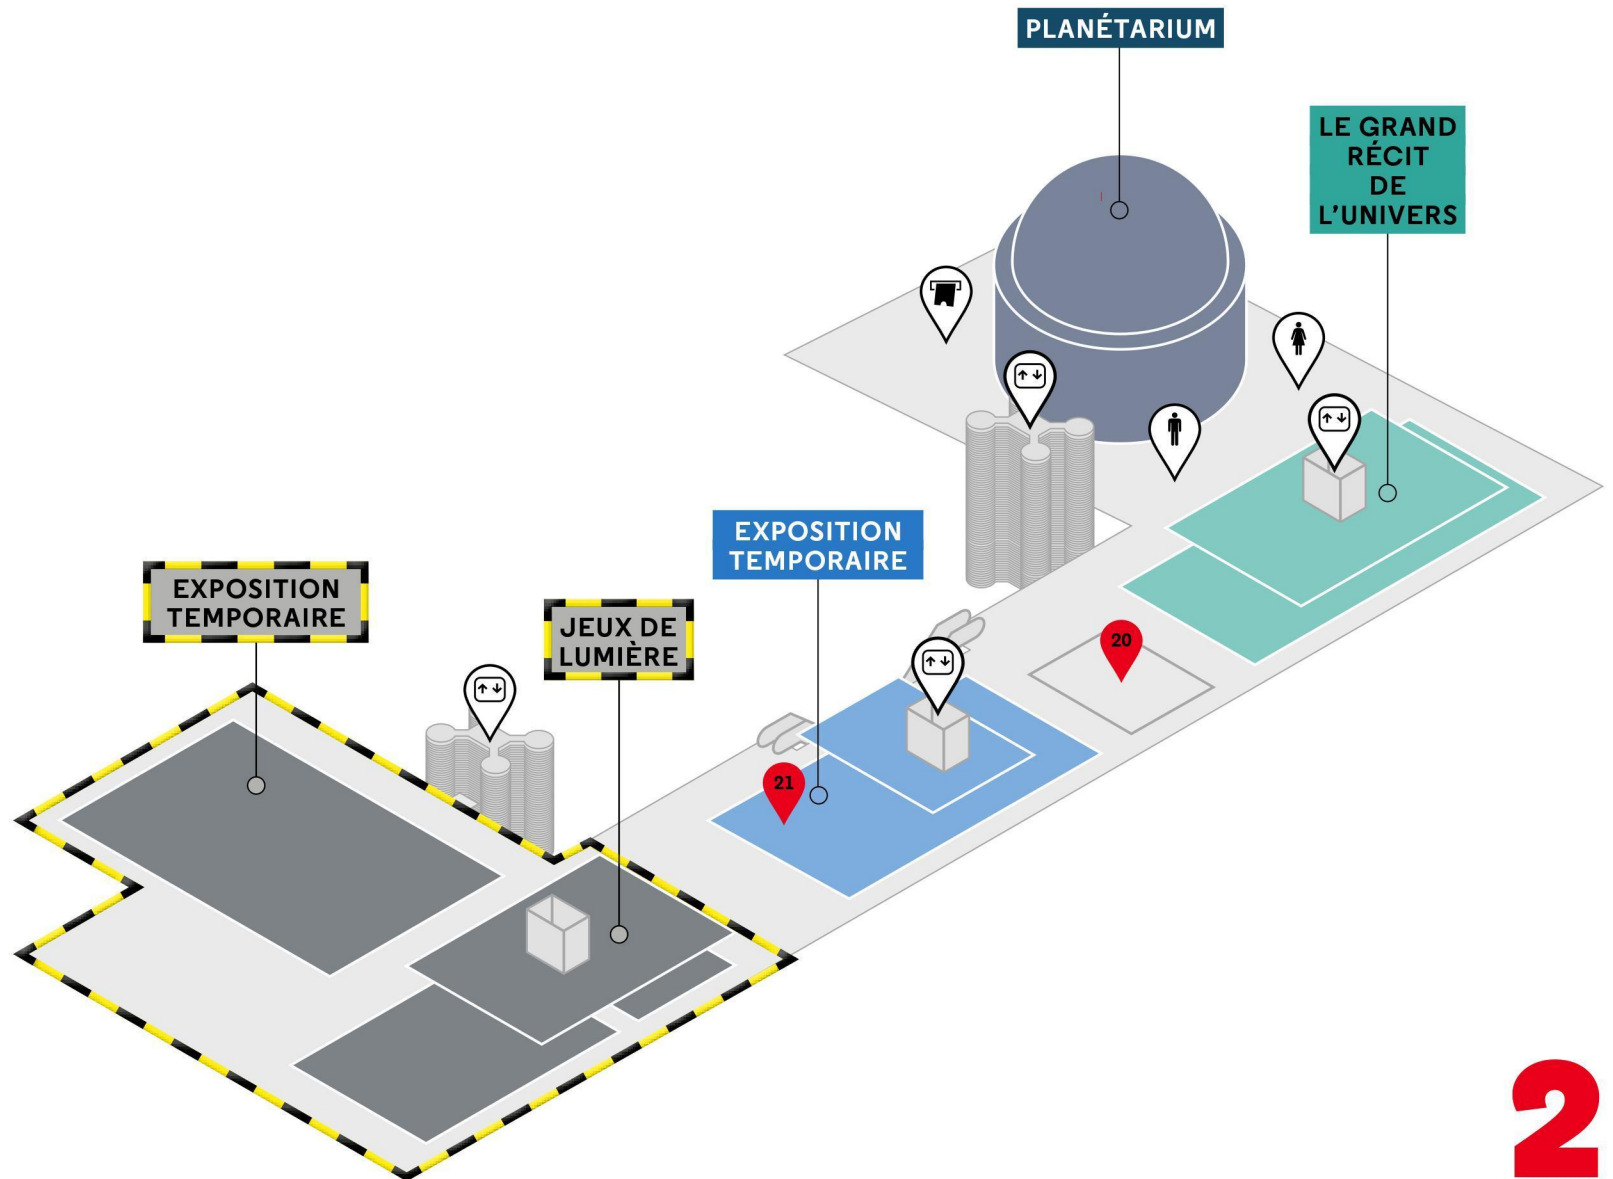 PLANÉTARIUM
LE GRAND
RÉCIT
DE
L'UNIVERS
EXPOSITION
TEMPORAIRE
EXPOSITION
TEMPORAIRE
JEUX DE
LUMIÈRE
20
21
2